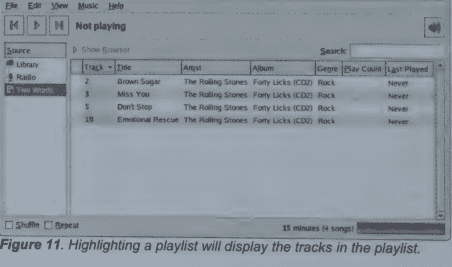 File Edit View Music Help
Not playing
Source
Show Browser
Search:
Library
Radio
Two Words
Track Title Artist Album Genre Play Count Last Played
2 Brown Sugar The Rolling Stones Forty Licks (CD2) Rock Never
3 Miss You The Rolling Stones Forty Licks (CD2) Rock Never
5 Don't Stop The Rolling Stones Forty Licks (CD2) Rock Never
10 Emotional Rescue The Rolling Stones Forty Licks (CD2) Rock Never
Shuffle Repeat
15 minutes (4 songs)
Figure 11. Highlighting a playlist will display the tracks in the playlist.